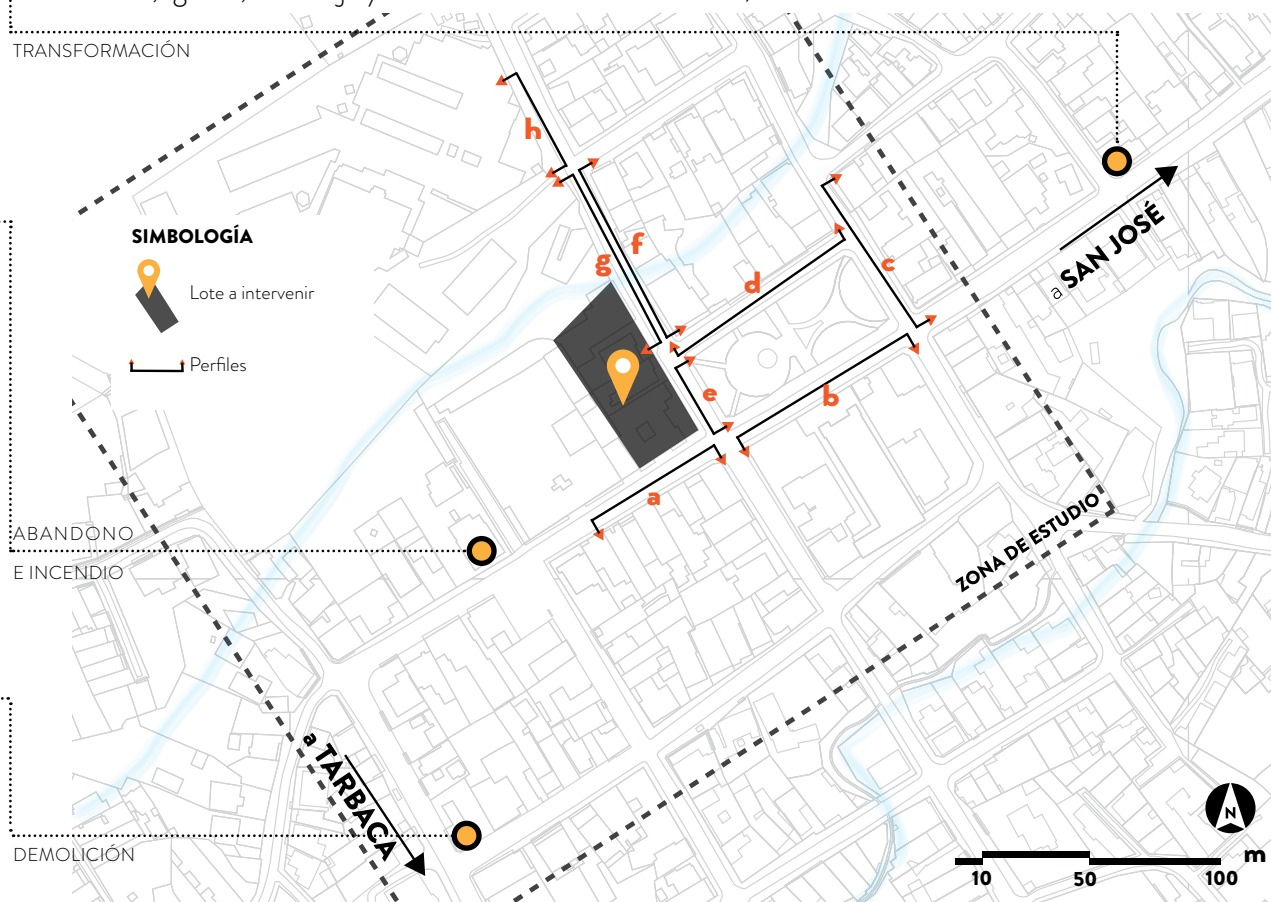 TRANSFORMACIÓN
h
SIMBOLOGÍA
f
g
a SAN JOSÉ
c
d
Lote a intervenir
Perfiles
e
b
a
ABANDONO
E INCENDIO
ZONA DE ESTUDIO
a TARBACA
N
DEMOLICIÓN
m
10 50 100